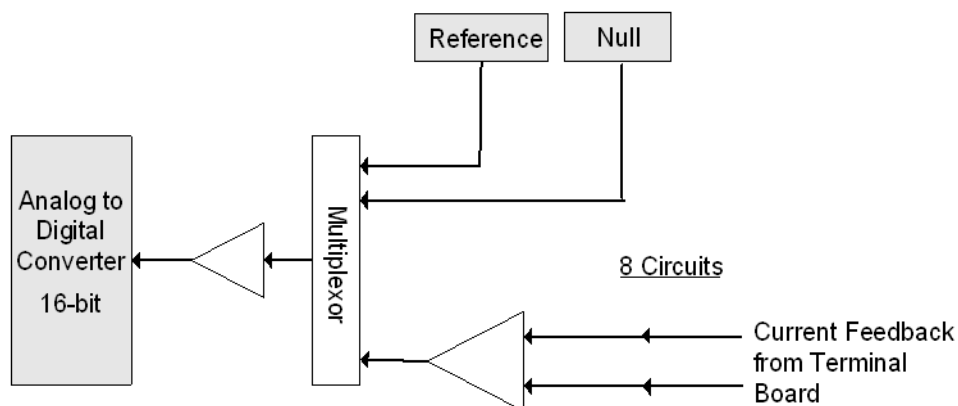 Reference
Null
Analog to
Digital
Converter
16-bit
Multiplexor
8 Circuits
Current Feedback
from Terminal
Board